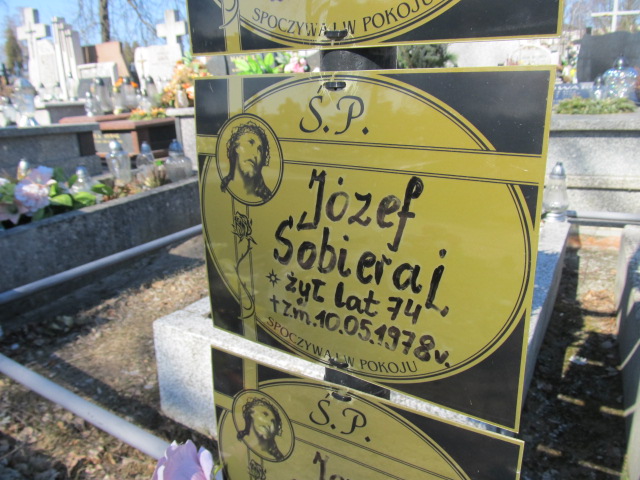 SPOCZYWAJ W POKOJU
Ś.P.
Józef
Sobieraj
* żył lat 74
† zm. 10.05.1978 r.
SPOCZYWAJ W POKOJU
Ś.P.